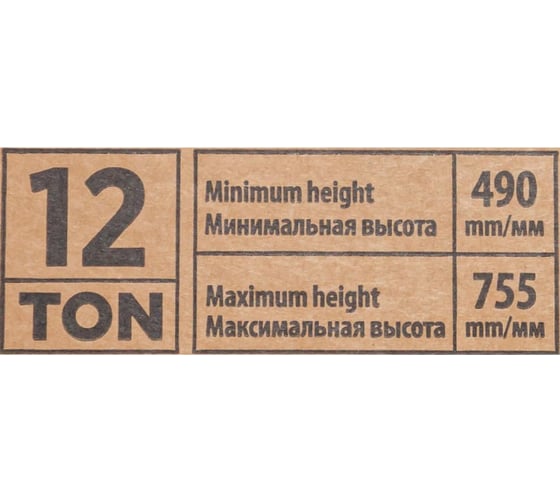 12
TON
Minimum height
Минимальная высота
490
mm/мм
Maximum height
Максимальная высота
755
mm/мм